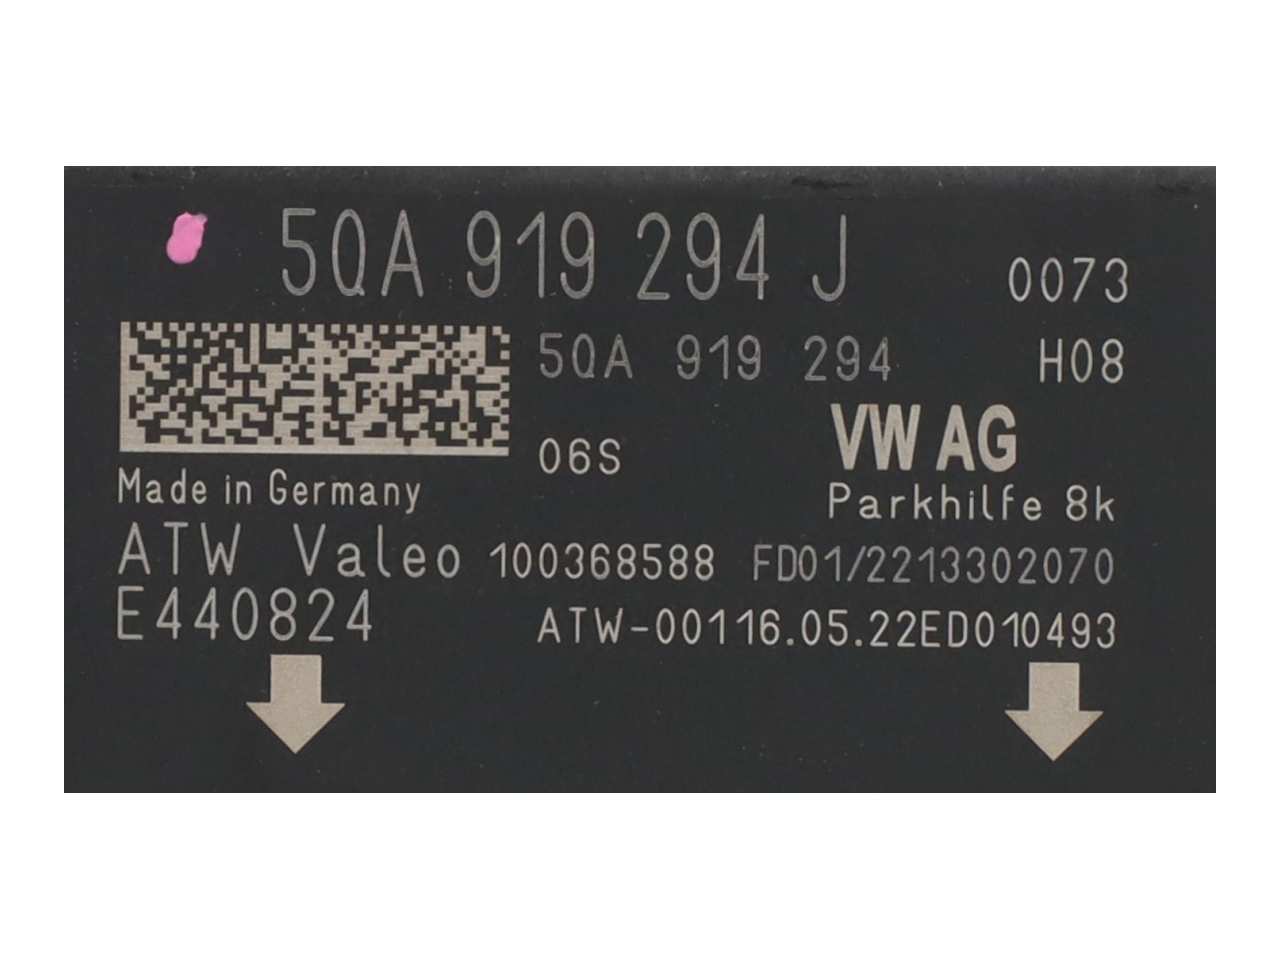 5QA 919 294 J 0073
5QA 919 294 H08
06S VW AG
Made in Germany Parkhilfe 8k
ATW Valeo 100368588 FD01/2213302070
E440824 ATW-00116.05.22ED010493